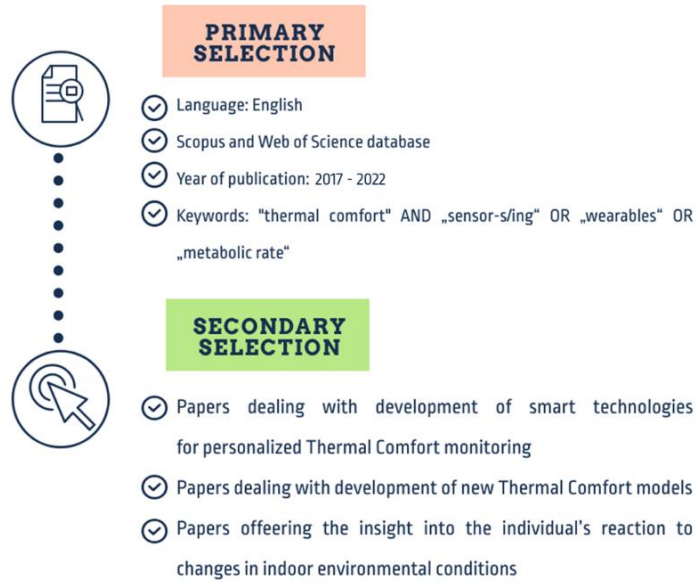 PRIMARY
SELECTION
Language: English
Scopus and Web of Science database
Year of publication: 2017 - 2022
Keywords: "thermal comfort" AND „sensor-s/ing“ OR „wearables“ OR
„metabolic rate“
SECONDARY
SELECTION
Papers dealing with development of smart technologies
for personalized Thermal Comfort monitoring
Papers dealing with development of new Thermal Comfort models
Papers offeering the insight into the individual's reaction to
changes in indoor environmental conditions